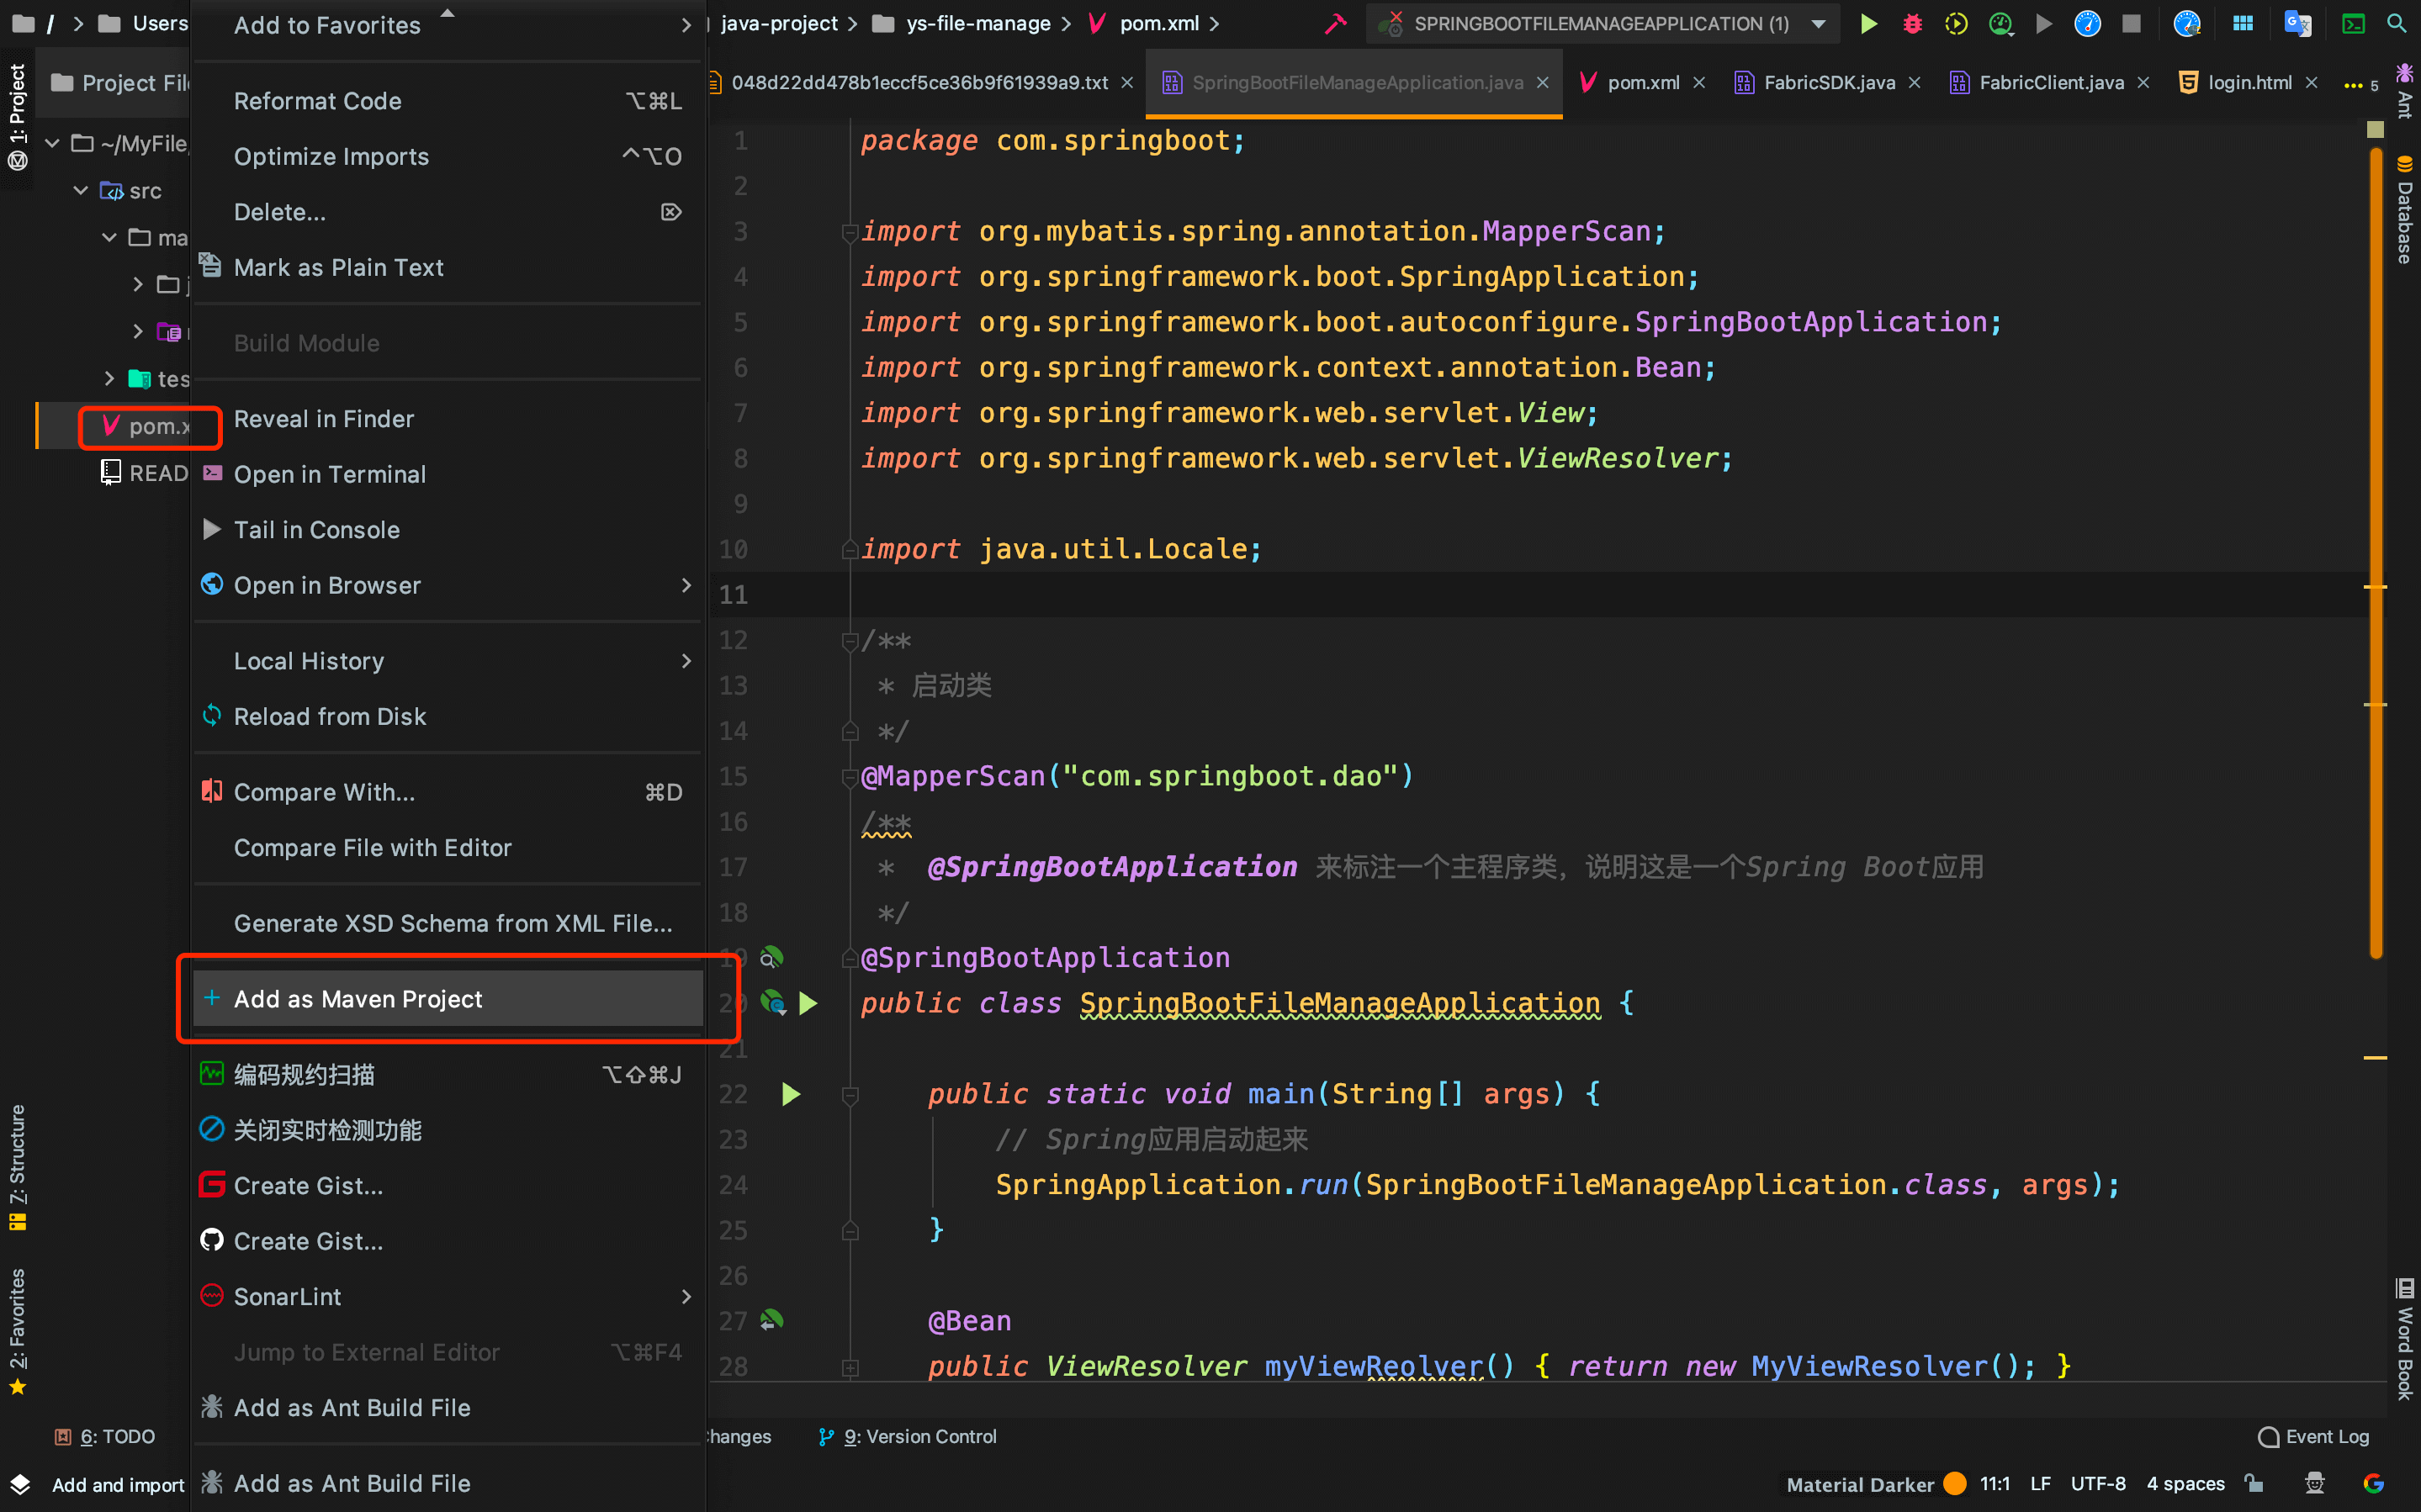 / Users java-project ys-file-manage pom.xml SPRINGBOOTFILEMANAGEAPPLICATION (1)
Project 048d22dd478b1eccf5ce36b9f61939a9.txt SpringBootFileManageApplication.java pom.xml FabricSDK.java FabricClient.java login.html 5
1: Project
~/MyFile
src
tes
pom.x
READ
Add to Favorites
Reformat Code ⌥⌘L
Optimize Imports ^⌥O
Delete... ⌦
Mark as Plain Text
Build Module
Reveal in Finder
Open in Terminal
Tail in Console
Open in Browser
Local History
Reload from Disk
Compare With... ⌘D
Compare File with Editor
Generate XSD Schema from XML File...
Add as Maven Project
编码规约扫描 ⌥⇧⌘J
关闭实时检测功能
Create Gist...
Create Gist...
SonarLint
Jump to External Editor ⌥⌘F4
Add as Ant Build File
Add as Ant Build File
1 package com.springboot;
2
3 import org.mybatis.spring.annotation.MapperScan;
4 import org.springframework.boot.SpringApplication;
5 import org.springframework.boot.autoconfigure.SpringBootApplication;
6 import org.springframework.context.annotation.Bean;
7 import org.springframework.web.servlet.View;
8 import org.springframework.web.servlet.ViewResolver;
9
10 import java.util.Locale;
11
12 /**
13 * 启动类
14 */
15 @MapperScan("com.springboot.dao")
16 /**
17 * @SpringBootApplication 来标注一个主程序类，说明这是一个Spring Boot应用
18 */
19 @SpringBootApplication
20 public class SpringBootFileManageApplication {
21
22 public static void main(String[] args) {
23 // Spring应用启动起来
24 SpringApplication.run(SpringBootFileManageApplication.class, args);
25 }
26
27 @Bean
28 public ViewResolver myViewReolver() { return new MyViewResolver(); }
Ant
Database
Word Book
7: Structure
2: Favorites
6: TODO
9: Version Control
Event Log
Add and import
Material Darker 11:1 LF UTF-8 4 spaces